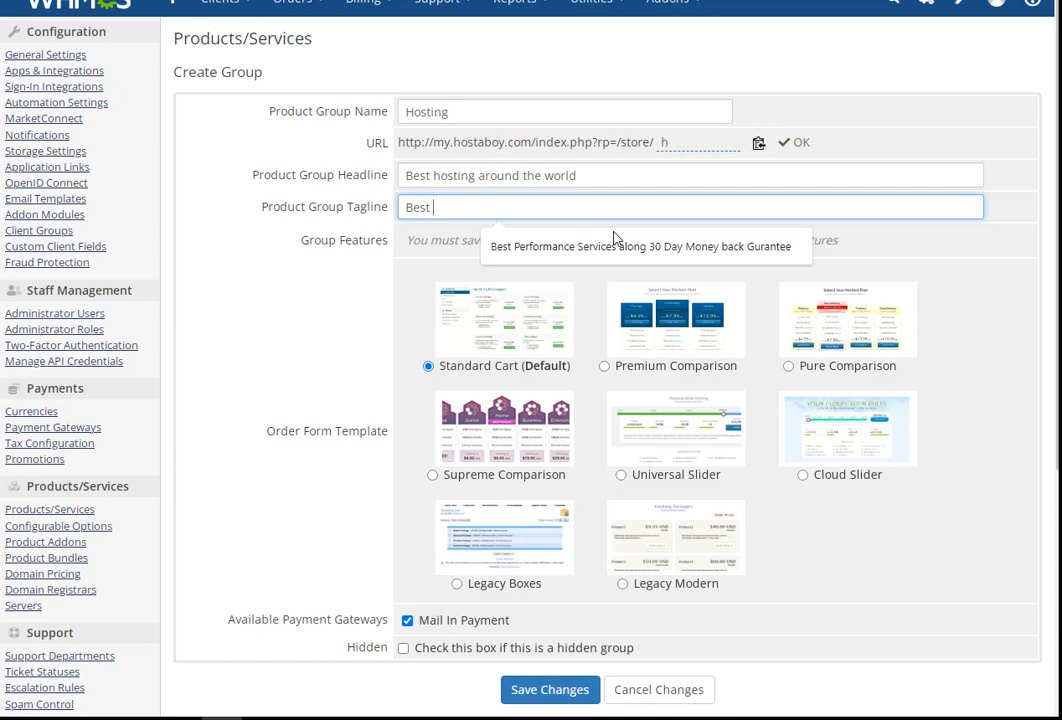 WHMCS
Clients Orders Billing Support Reports Utilities Addons
Configuration
General Settings
Apps & Integrations
Sign-In Integrations
Automation Settings
MarketConnect
Notifications
Storage Settings
Application Links
OpenID Connect
Email Templates
Addon Modules
Client Groups
Custom Client Fields
Fraud Protection
Staff Management
Administrator Users
Administrator Roles
Two-Factor Authentication
Manage API Credentials
Payments
Currencies
Payment Gateways
Tax Configuration
Promotions
Products/Services
Products/Services
Configurable Options
Product Addons
Product Bundles
Domain Pricing
Domain Registrars
Servers
Support
Support Departments
Ticket Statuses
Escalation Rules
Spam Control
Products/Services
Create Group
Product Group Name Hosting
URL http://my.hostaboy.com/index.php?rp=/store/ h OK
Product Group Headline Best hosting around the world
Product Group Tagline Best
Group Features You must sav
Best Performance Services along 30 Day Money back Gurantee
Standard Cart (Default) Premium Comparison Pure Comparison
Order Form Template
Supreme Comparison Universal Slider Cloud Slider
Legacy Boxes Legacy Modern
Available Payment Gateways Mail In Payment
Hidden Check this box if this is a hidden group
Save Changes Cancel Changes